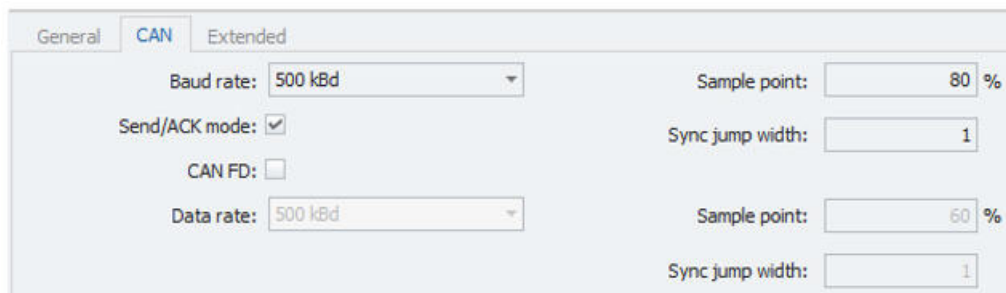 General CAN Extended
Baud rate: 500 kBd Sample point: 80 %
Send/ACK mode: Sync jump width: 1
CAN FD:
Data rate: 500 kBd Sample point: 60 %
Sync jump width: 1